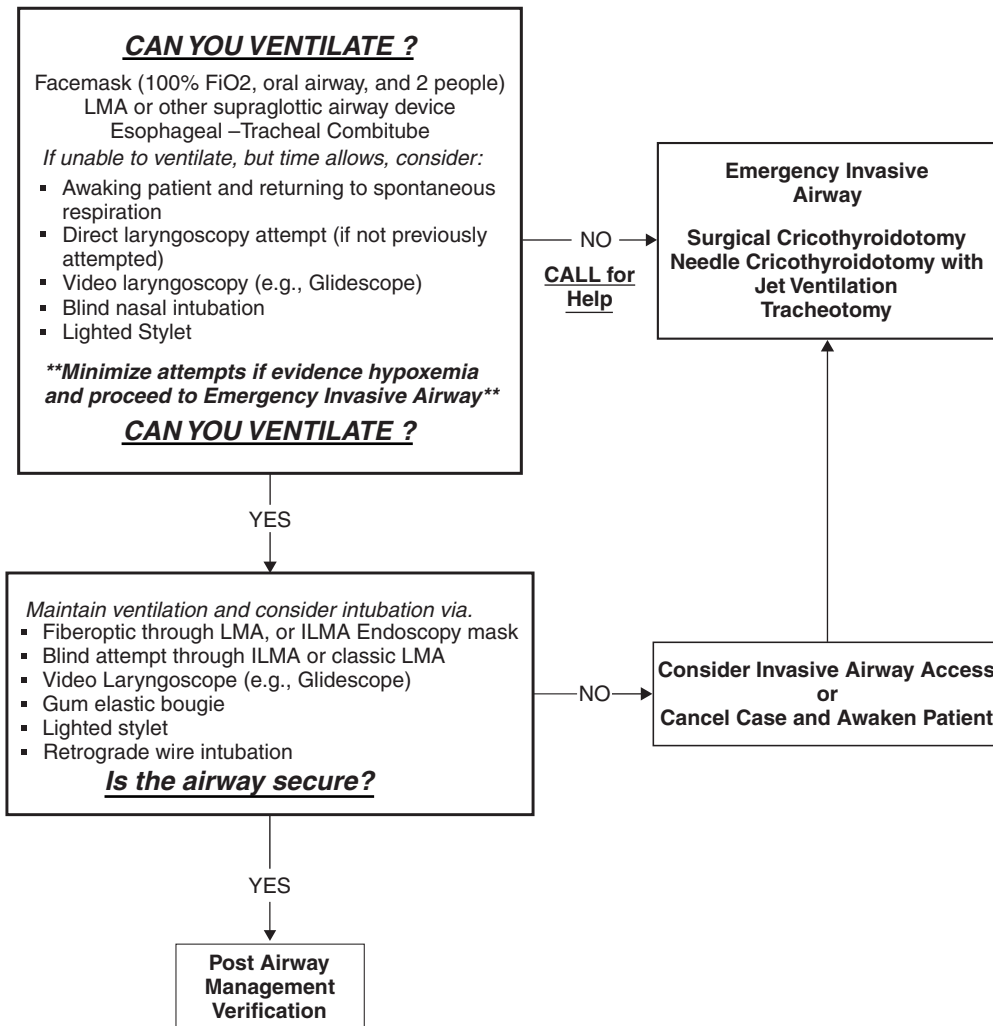 CAN YOU VENTILATE ?
Facemask (100% FiO2, oral airway, and 2 people)
LMA or other supraglottic airway device
Esophageal –Tracheal Combitube
If unable to ventilate, but time allows, consider:
▪ Awaking patient and returning to spontaneous
respiration
▪ Direct laryngoscopy attempt (if not previously
attempted)
▪ Video laryngoscopy (e.g., Glidescope)
▪ Blind nasal intubation
▪ Lighted Stylet
**Minimize attempts if evidence hypoxemia
and proceed to Emergency Invasive Airway**
CAN YOU VENTILATE ?
NO
CALL for
Help
Emergency Invasive
Airway
Surgical Cricothyroidotomy
Needle Cricothyroidotomy with
Jet Ventilation
Tracheotomy
YES
Maintain ventilation and consider intubation via.
▪ Fiberoptic through LMA, or ILMA Endoscopy mask
▪ Blind attempt through ILMA or classic LMA
▪ Video Laryngoscope (e.g., Glidescope)
▪ Gum elastic bougie
▪ Lighted stylet
▪ Retrograde wire intubation
Is the airway secure?
NO
Consider Invasive Airway Access
or
Cancel Case and Awaken Patient
YES
Post Airway
Management
Verification